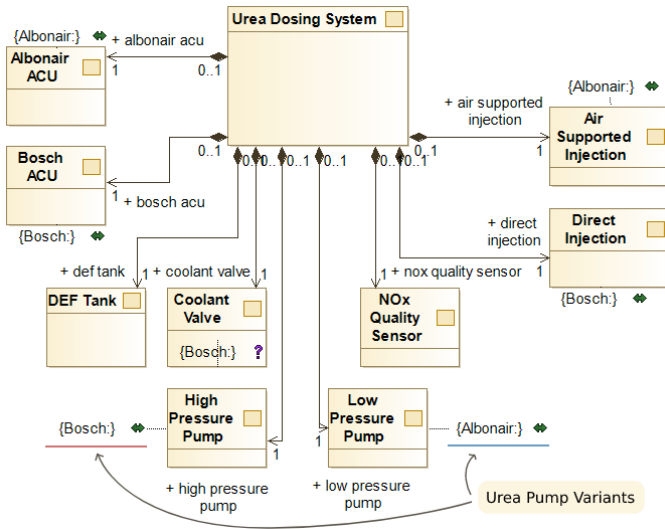 {Albonair:}
Urea Dosing System
+ albonair acu
Albonair
ACU
1
0..1
{Albonair:}
+ air supported
injection
Air
Supported
Injection
0..1
1
Bosch
ACU
0..1
1
+ bosch acu
{Bosch:}
0..1
0..1
0..1
0..1
0..1
0..1
+ direct
injection
Direct
Injection
1
{Bosch:}
+ def tank
1
+ coolant valve
1
1
+ nox quality sensor
DEF Tank
Coolant
Valve
{Bosch:}
?
NOx
Quality
Sensor
{Bosch:}
High
Pressure
Pump
1
+ high pressure
pump
Low
Pressure
Pump
1
+ low pressure
pump
{Albonair:}
Urea Pump Variants